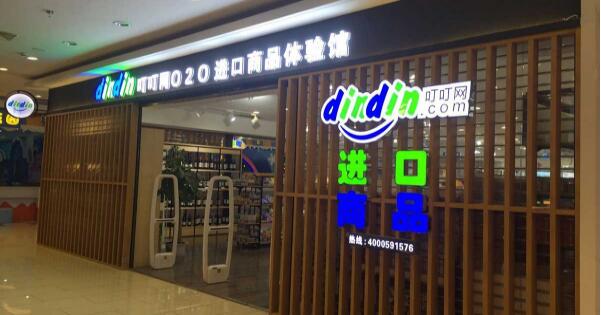 dindin 叮叮网O2O进口商品体验馆
dindin
dindin 叮叮网
.com
进口
商品
热线:4000591576